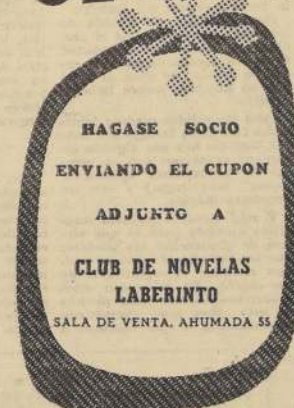 HAGASE SOCIO
ENVIANDO EL CUPON
ADJUNTO A
CLUB DE NOVELAS
LABERINTO
SALA DE VENTA, AHUMADA 55